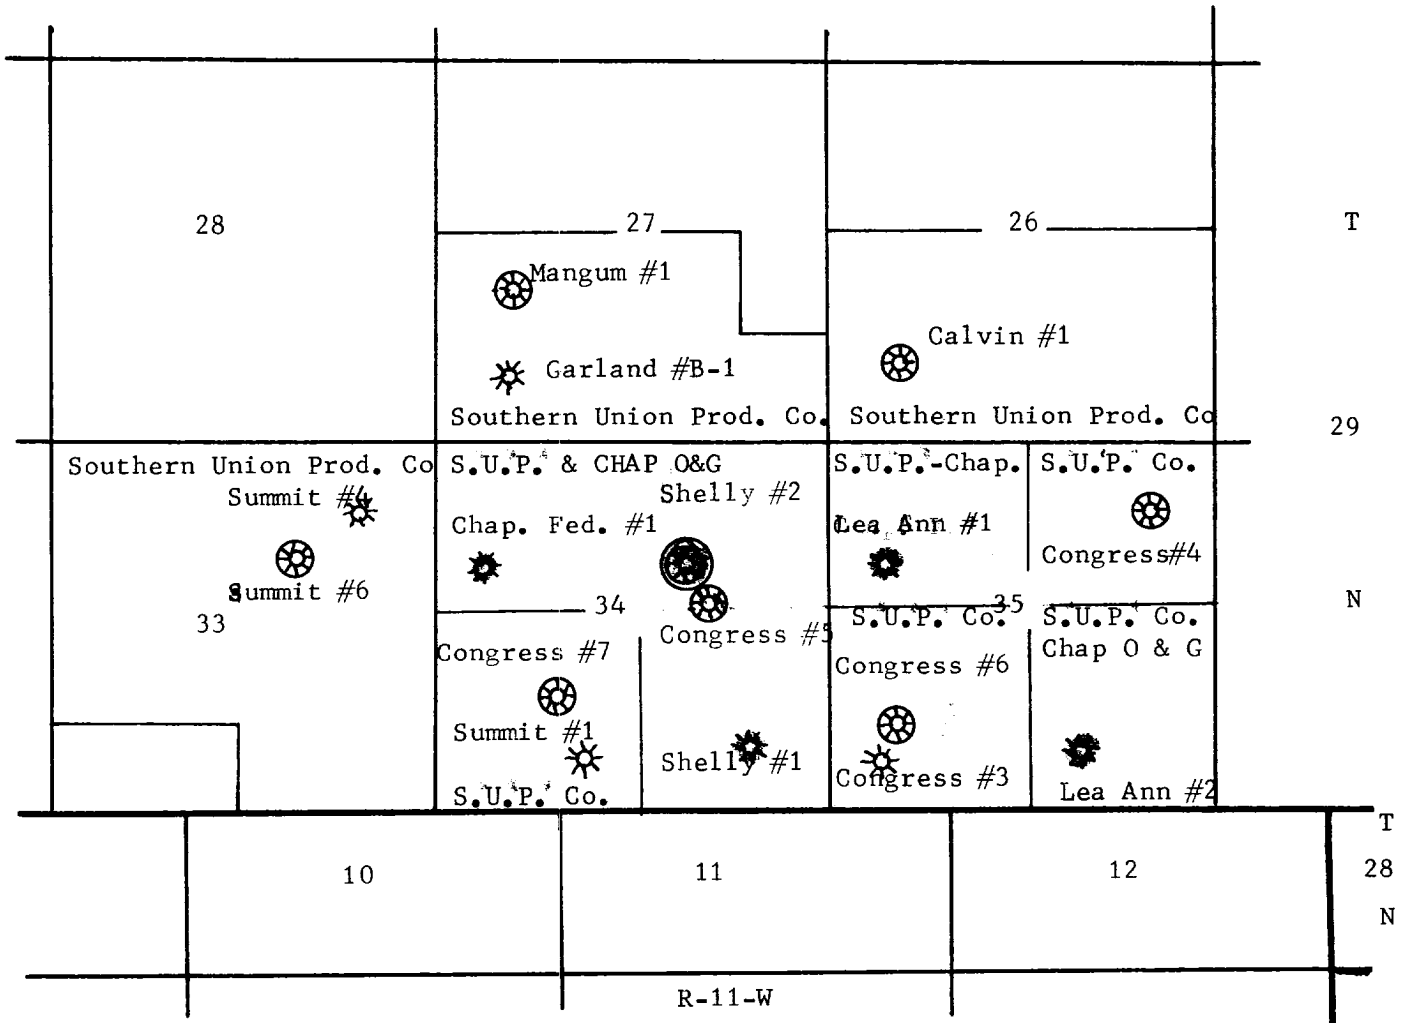 28
27
26
T
Mangum #1
Calvin #1
Garland #B-1
Southern Union Prod. Co.
Southern Union Prod. Co
29
Southern Union Prod. Co
S.U.P. & CHAP O&G
S.U.P.-Chap.
S.U.P. Co.
Summit #4
Shelly #2
Chap. Fed. #1
Lea Ann #1
Congress#4
Summit #6
33
34
35
N
Congress #5
S.U.P. Co.
S.U.P. Co.
Chap O & G
Congress #7
Congress #6
Summit #1
Shelly #1
Congress #3
S.U.P. Co.
Lea Ann #2
T
10
11
12
28
N
R-11-W